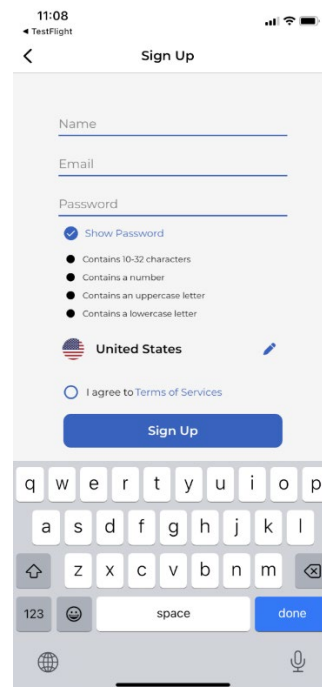 11:08
◄ TestFlight
Sign Up
Name
Email
Password
Show Password
Contains 10-32 characters
Contains a number
Contains an uppercase letter
Contains a lowercase letter
United States
I agree to Terms of Services
Sign Up
q w e r t y u i o p
a s d f g h j k l
z x c v b n m
123 space done